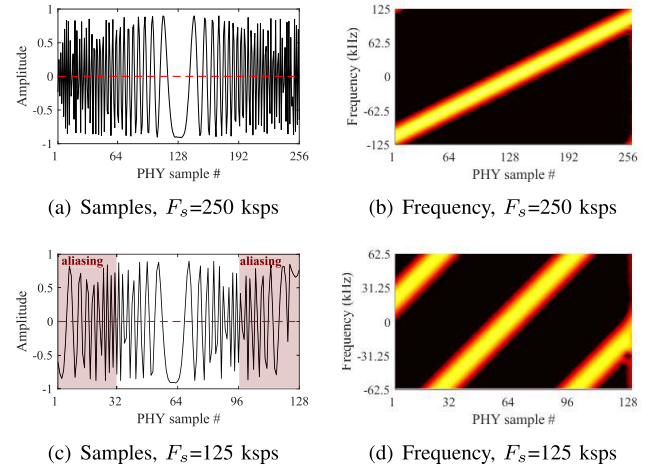 1
0.5
0
-0.5
-1
Amplitude
1 64 128 192 256
PHY sample #
(a) Samples, Fs=250 ksps
125
62.5
0
-62.5
-125
Frequency (kHz)
1 64 128 192 256
PHY sample #
(b) Frequency, Fs=250 ksps
aliasing aliasing
1
0.5
0
-0.5
-1
Amplitude
1 32 64 96 128
PHY sample #
(c) Samples, Fs=125 ksps
62.5
31.25
0
-31.25
-62.5
Frequency (kHz)
1 32 64 96 128
PHY sample #
(d) Frequency, Fs=125 ksps